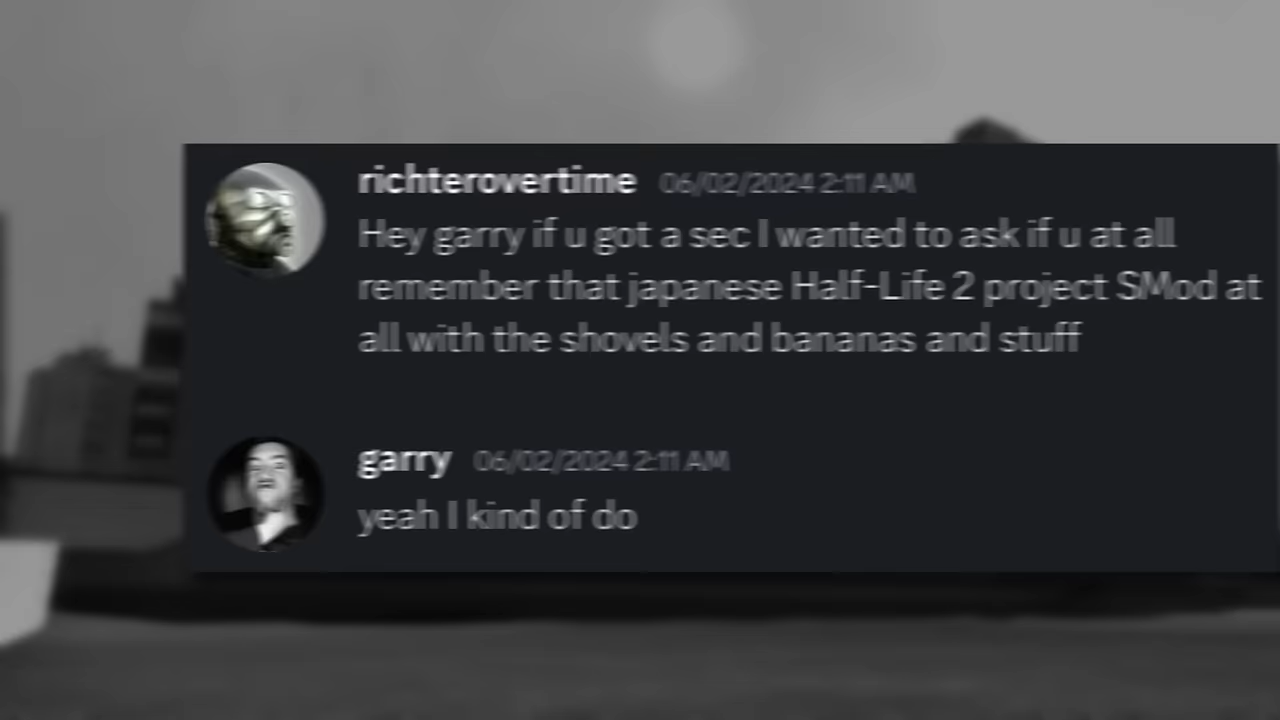 richterovertime 06/02/2024 2:11 AM
Hey garry if u got a sec I wanted to ask if u at all
remember that japanese Half-Life 2 project SMod at
all with the shovels and bananas and stuff
garry 06/02/2024 2:11 AM
yeah I kind of do